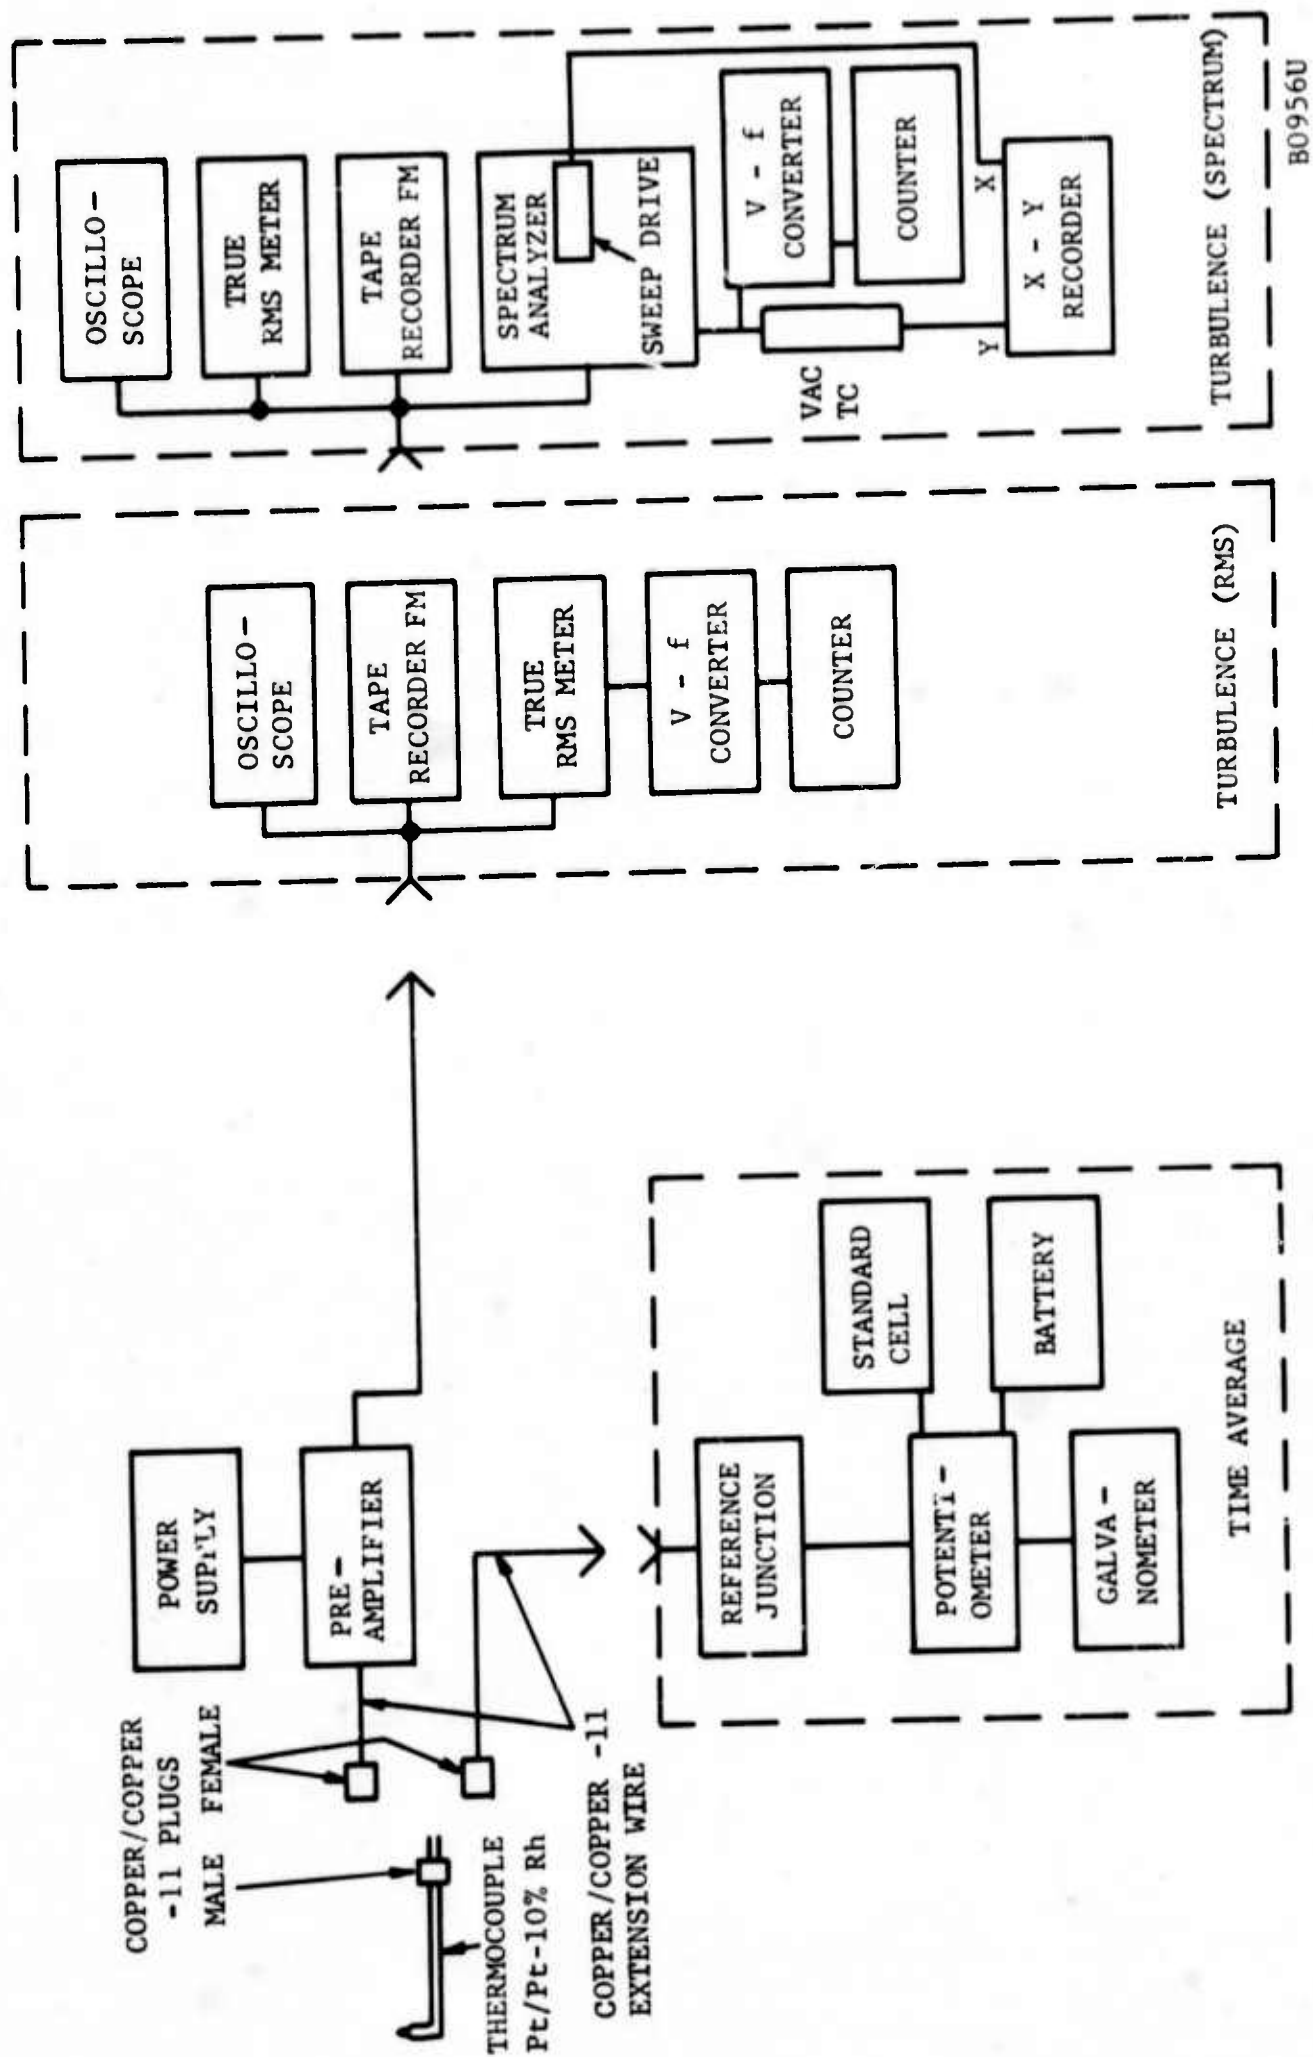 COPPER/COPPER
-11 PLUGS
MALE FEMALE
THERMOCOUPLE
Pt/Pt-10% Rh
COPPER/COPPER -11
EXTENSION WIRE
POWER
SUPPLY
PRE-
AMPLIFIER
REFERENCE
JUNCTION
POTENTI-
OMETER
GALVA-
NOMETER
STANDARD
CELL
BATTERY
TIME AVERAGE
OSCILLO-
SCOPE
TAPE
RECORDER FM
TRUE
RMS METER
V - f
CONVERTER
COUNTER
TURBULENCE (RMS)
OSCILLO-
SCOPE
TRUE
RMS METER
TAPE
RECORDER FM
SPECTRUM
ANALYZER
SWEEP DRIVE
V - f
CONVERTER
COUNTER
VAC
TC
Y
X
X - Y
RECORDER
TURBULENCE (SPECTRUM)
B0956U